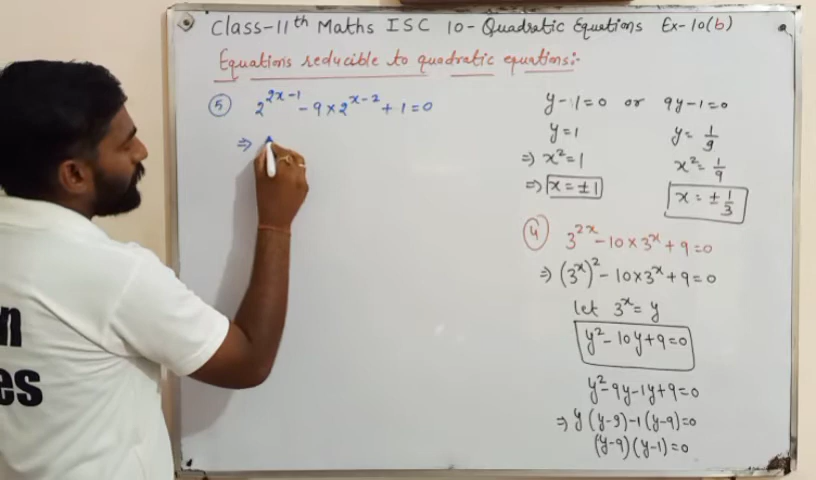 Class-11th Maths ISC 10-Quadratic Equations Ex-10(b)
Equations reducible to quadratic equations:-
⑤ 2^{2x-1} - 9×2^{x-2} + 1 = 0
⇒
y-1=0 or 9y-1=0
y=1 y=1/9
⇒ x²=1 x²=1/9
⇒ x=±1 x=±1/3
④ 3^{2x} - 10×3^x + 9 = 0
⇒ (3^x)² - 10×3^x + 9 = 0
let 3^x = y
y²-10y+9=0
y²-9y-1y+9=0
⇒ y(y-9)-1(y-9)=0
(y-9)(y-1)=0
n
es